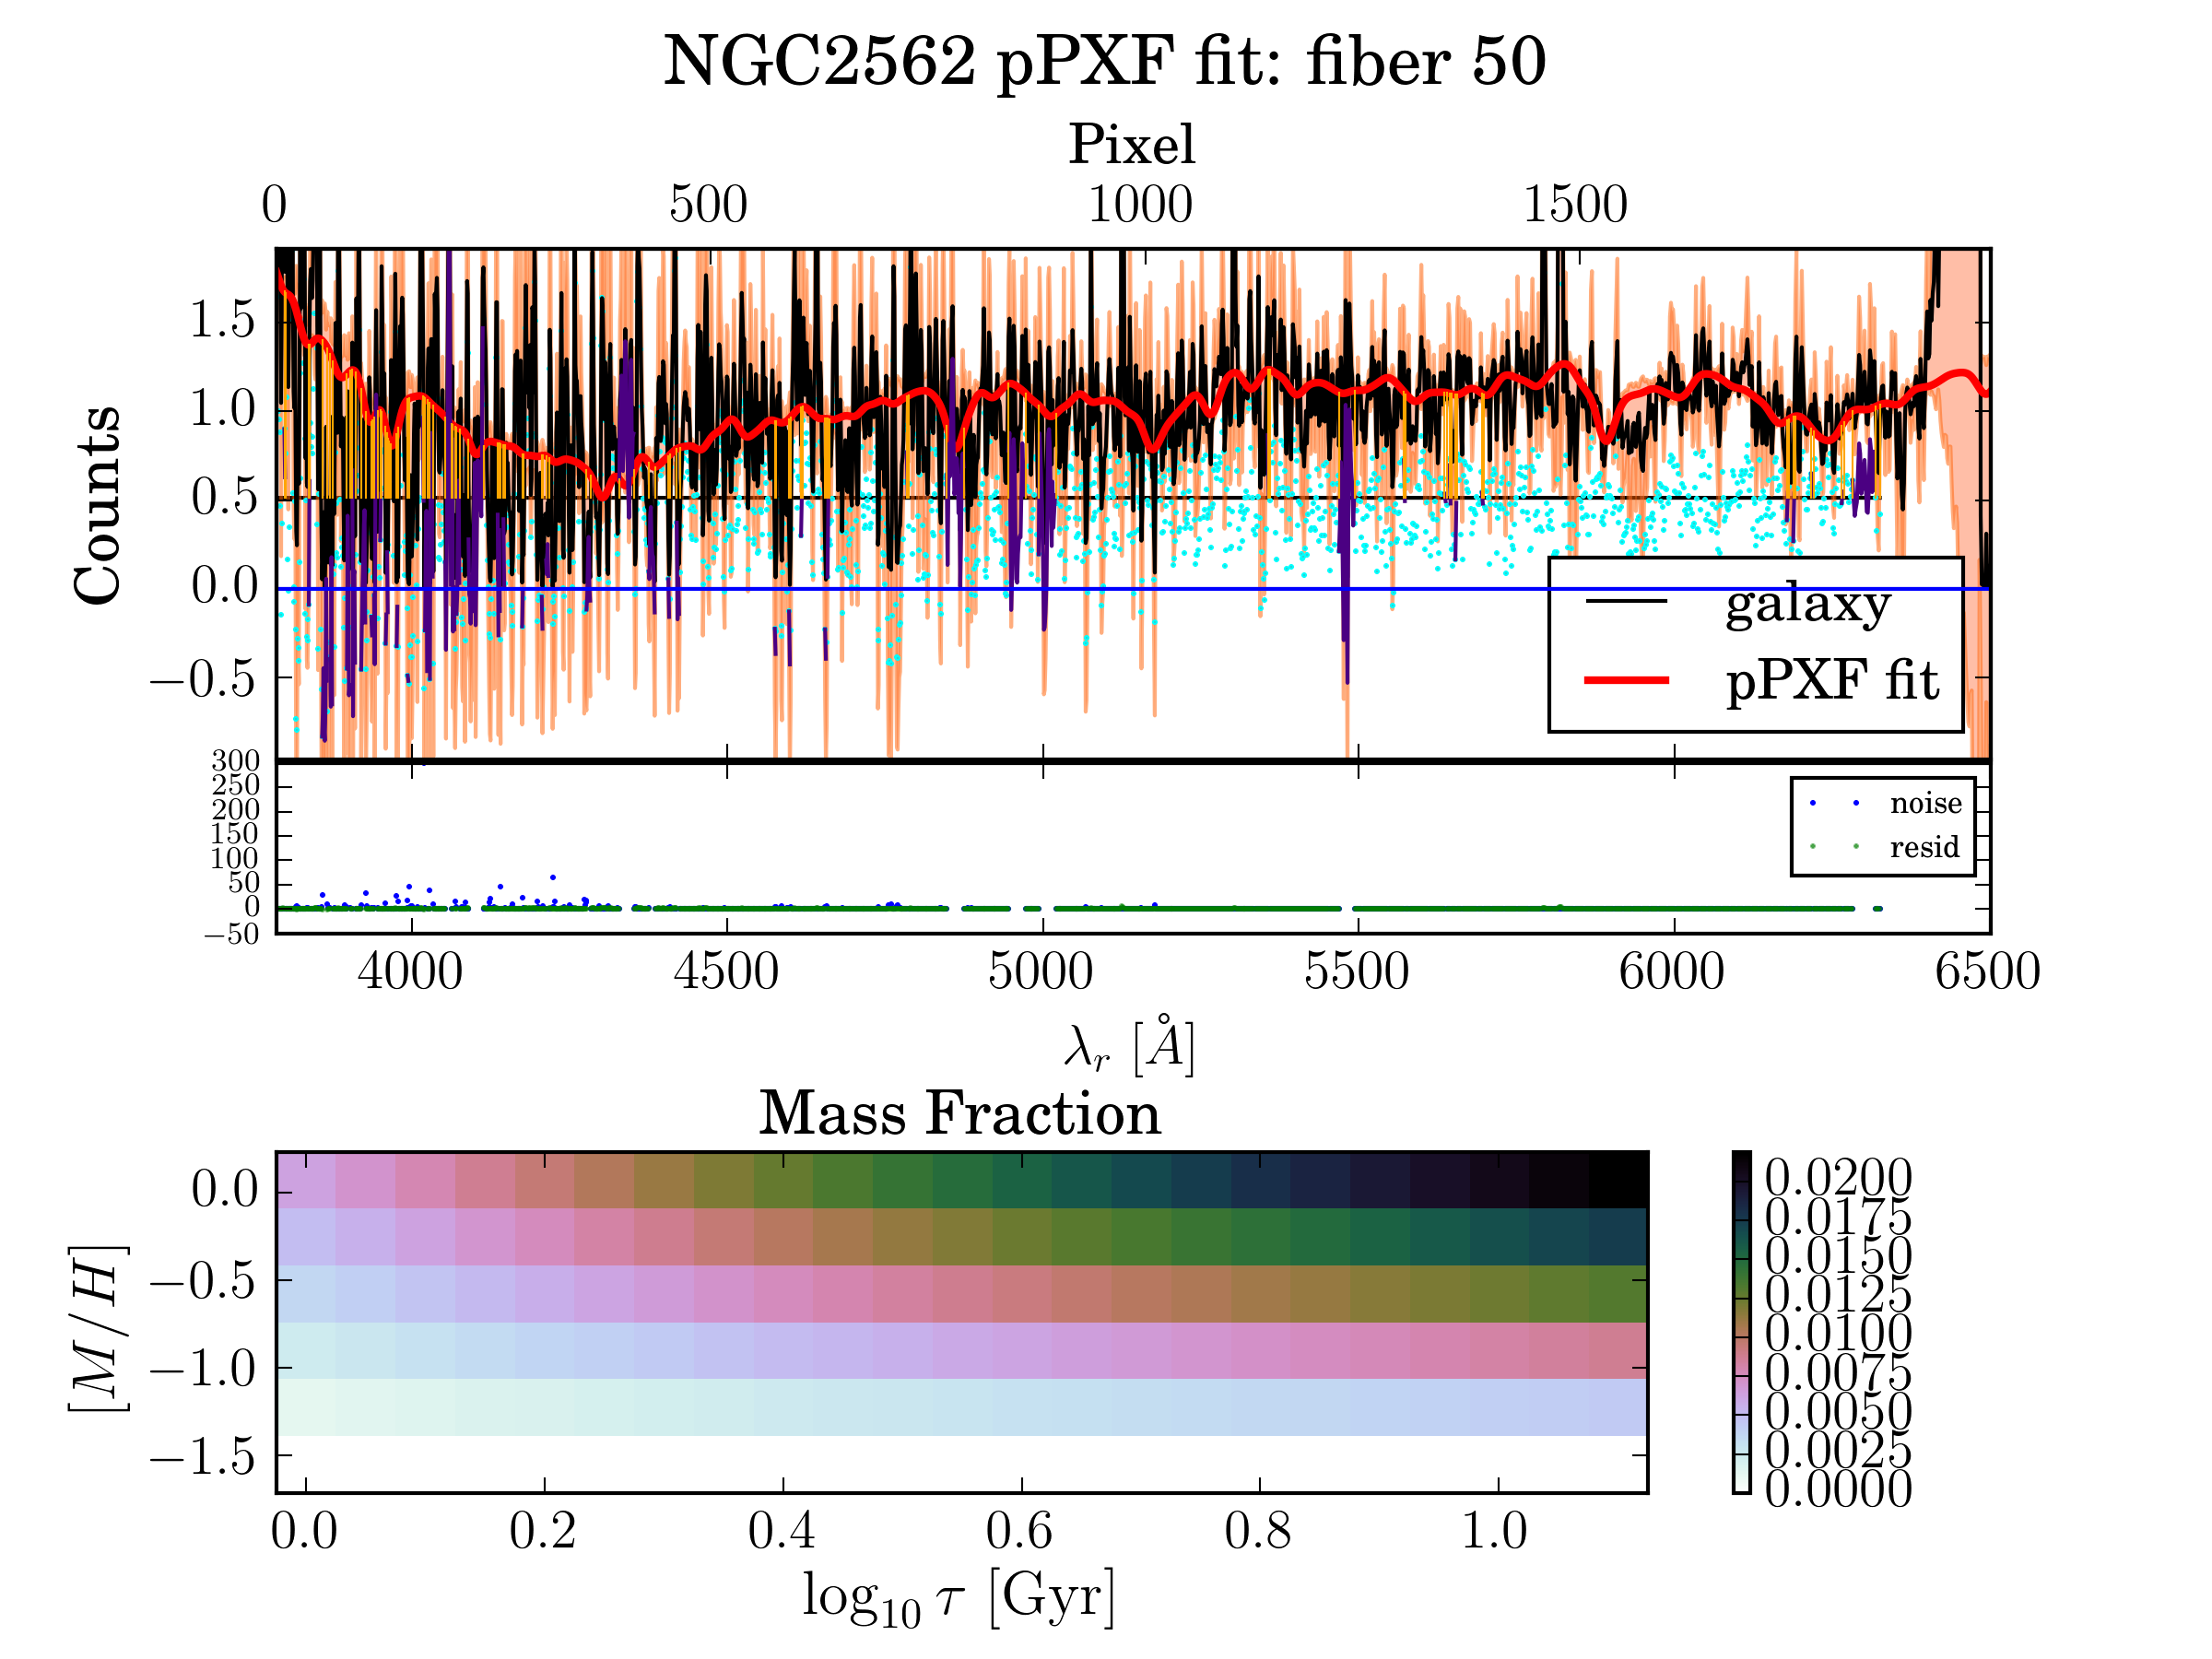 NGC2562 pPXF fit: fiber 50
Pixel
0 500 1000 1500
Counts
1.5
1.0
0.5
0.0
−0.5
galaxy
pPXF fit
300
250
200
150
100
50
0
−50
noise
resid
4000 4500 5000 5500 6000 6500
λr [Å]
Mass Fraction
[M/H]
0.0
−0.5
−1.0
−1.5
0.0 0.2 0.4 0.6 0.8 1.0
log10 τ [Gyr]
0.0200
0.0175
0.0150
0.0125
0.0100
0.0075
0.0050
0.0025
0.0000